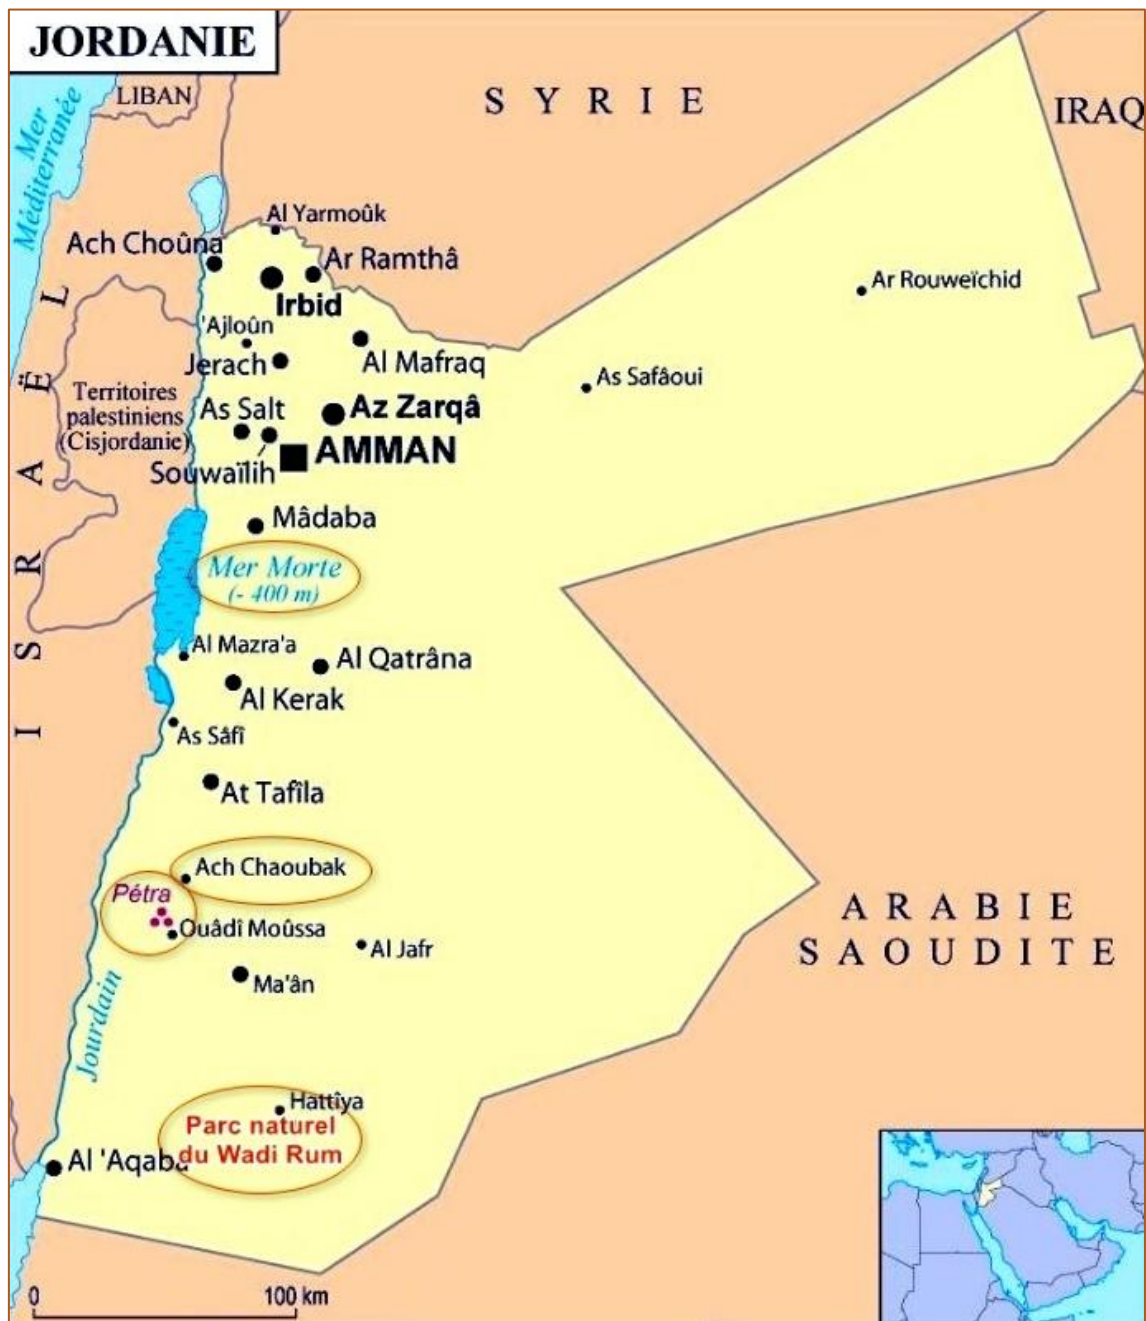 JORDANIE
LIBAN
SYRIE
IRAQ
Mer
Méditerranée
Al Yarmoûk
Ach Choûna
Ar Ramthâ
Ar Rouweïchid
Irbid
'Ajloûn
Jerach
Al Mafraq
As Safâoui
ISRAËL
Territoires
palestiniens
(Cisjordanie)
As Salt
Az Zarqâ
AMMAN
Souwaïlih
Mâdaba
Mer Morte
(- 400 m)
Al Mazra'a
Al Qatrâna
Al Kerak
As Sâfî
At Tafîla
Ach Chaoubak
Pétra
Ouâdî Moûssa
Al Jafr
Ma'ân
ARABIE
SAOUDITE
Jourdain
Hattîya
Parc naturel
du Wadi Rum
Al 'Aqaba
0
100 km